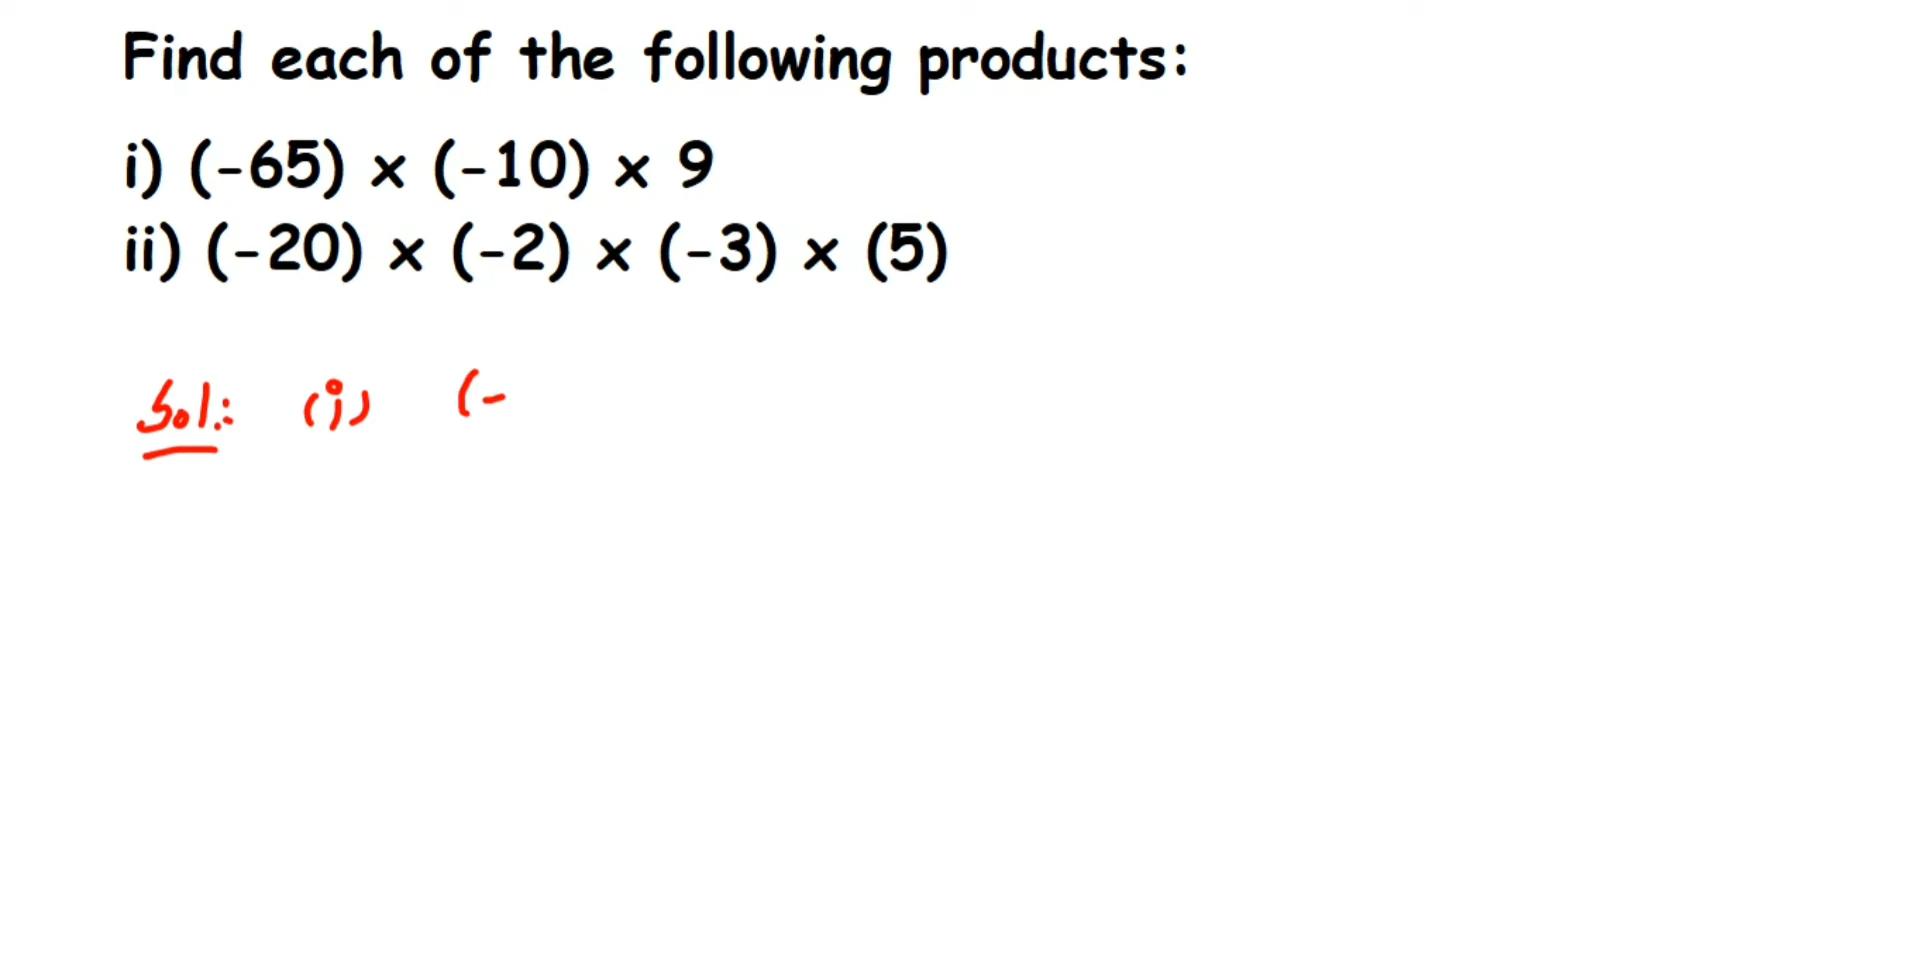 Find each of the following products:
i) (-65) x (-10) x 9
ii) (-20) x (-2) x (-3) x (5)
Sol:- (i) (-